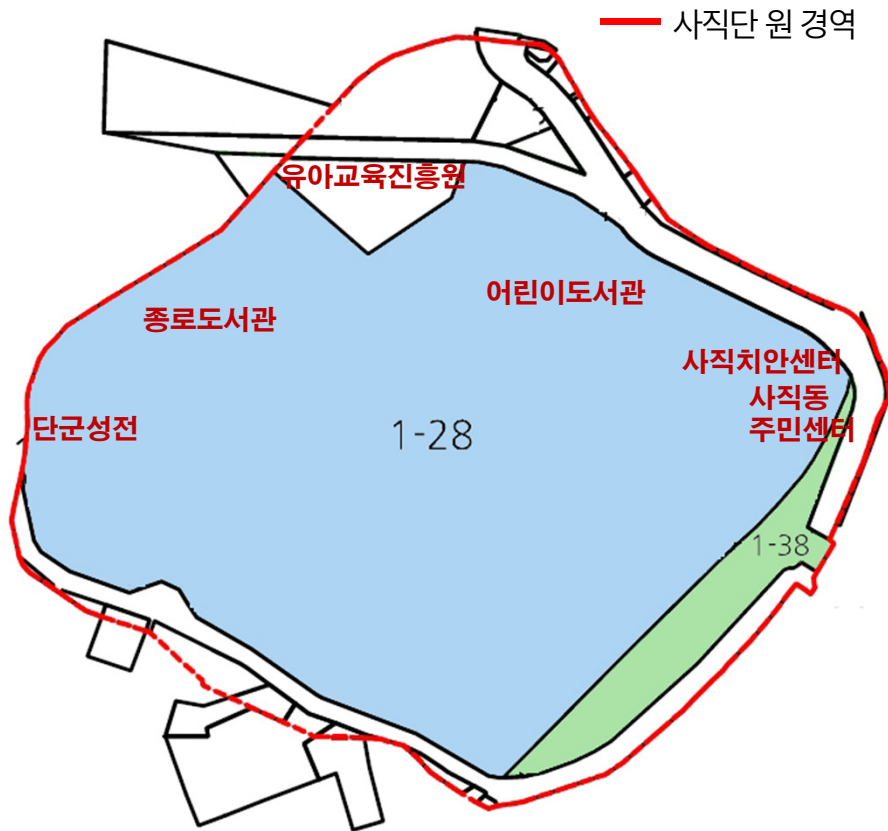 사직단 원 경역
유아교육진흥원
어린이도서관
종로도서관
사직치안센터
사직동
주민센터
단군성전
1-28
1-38